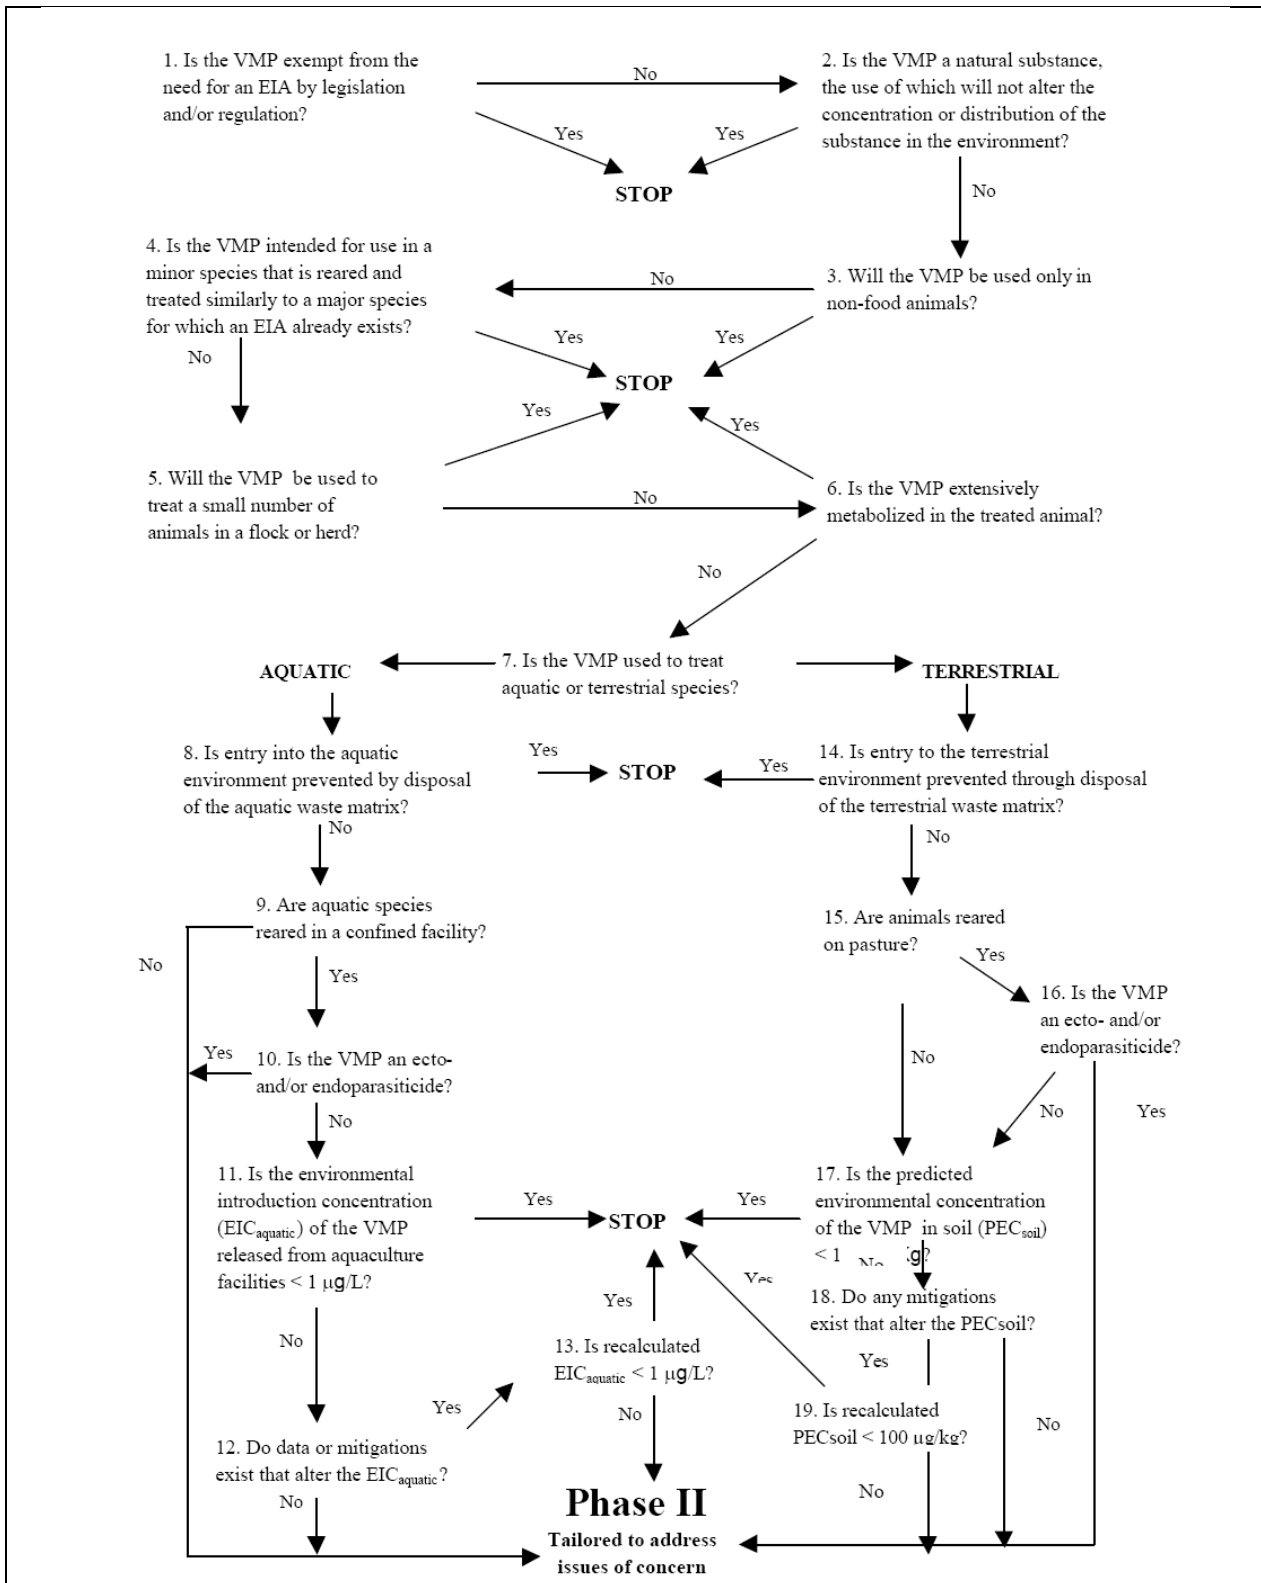 1. Is the VMP exempt from the
need for an EIA by legislation
and/or regulation?
No
2. Is the VMP a natural substance,
the use of which will not alter the
concentration or distribution of the
substance in the environment?
Yes
Yes
STOP
No
4. Is the VMP intended for use in a
minor species that is reared and
treated similarly to a major species
for which an EIA already exists?
No
3. Will the VMP be used only in
non-food animals?
No
Yes
Yes
STOP
Yes
Yes
5. Will the VMP be used to
treat a small number of
animals in a flock or herd?
No
6. Is the VMP extensively
metabolized in the treated animal?
No
AQUATIC
7. Is the VMP used to treat
aquatic or terrestrial species?
TERRESTRIAL
8. Is entry into the aquatic
environment prevented by disposal
of the aquatic waste matrix?
Yes
STOP
Yes
14. Is entry to the terrestrial
environment prevented through disposal
of the terrestrial waste matrix?
No
No
9. Are aquatic species
reared in a confined facility?
15. Are animals reared
on pasture?
No
Yes
Yes
16. Is the VMP
an ecto- and/or
endoparasiticide?
Yes
10. Is the VMP an ecto-
and/or endoparasiticide?
No
No
No
Yes
11. Is the environmental
introduction concentration
(EICaquatic) of the VMP
released from aquaculture
facilities < 1 µg/L?
Yes
STOP
Yes
17. Is the predicted
environmental concentration
of the VMP in soil (PECsoil)
< 1
No
Yes
Yes
18. Do any mitigations
exist that alter the PECsoil?
No
13. Is recalculated
EICaquatic < 1 µg/L?
Yes
Yes
No
19. Is recalculated
PECsoil < 100 µg/kg?
No
12. Do data or mitigations
exist that alter the EICaquatic?
No
No
Phase II
Tailored to address
issues of concern